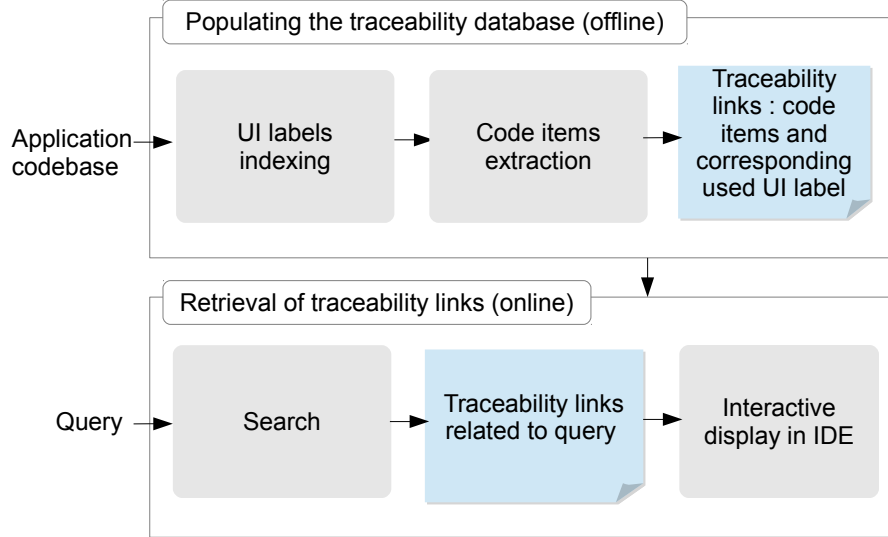 Populating the traceability database (offline)
Application
codebase
UI labels
indexing
Code items
extraction
Traceability
links : code
items and
corresponding
used UI label
Retrieval of traceability links (online)
Query
Search
Traceability links
related to query
Interactive
display in IDE